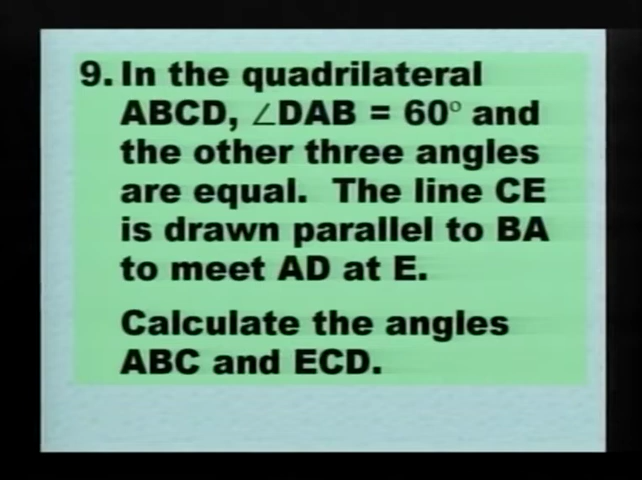 9. In the quadrilateral
ABCD, ∠DAB = 60° and
the other three angles
are equal. The line CE
is drawn parallel to BA
to meet AD at E.
Calculate the angles
ABC and ECD.